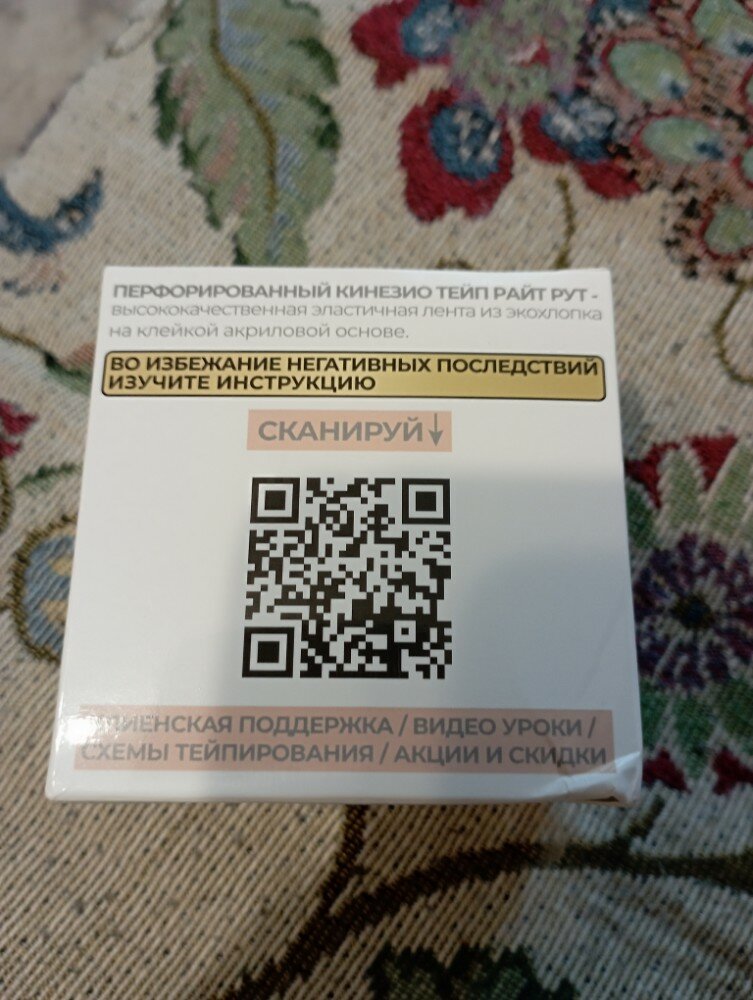 ПЕРФОРИРОВАННЫЙ КИНЕЗИО ТЕЙП РАЙТ РУТ -
высококачественная эластичная лента из экохлопка
на клейкой акриловой основе.
ВО ИЗБЕЖАНИЕ НЕГАТИВНЫХ ПОСЛЕДСТВИЙ
ИЗУЧИТЕ ИНСТРУКЦИЮ
СКАНИРУЙ↓
ЛИЕНСКАЯ ПОДДЕРЖКА / ВИДЕО УРОКИ /
СХЕМЫ ТЕЙПИРОВАНИЯ / АКЦИИ И СКИДКИ